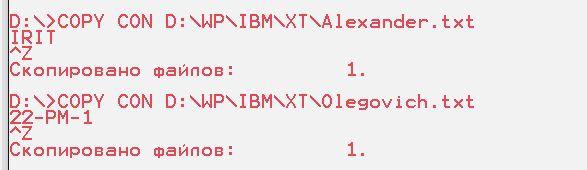 D:\>COPY CON D:\WP\IBM\XT\Alexander.txt
IRIT
^Z
Скопировано файлов:         1.
D:\>COPY CON D:\WP\IBM\XT\Olegovich.txt
22-PM-1
^Z
Скопировано файлов:         1.